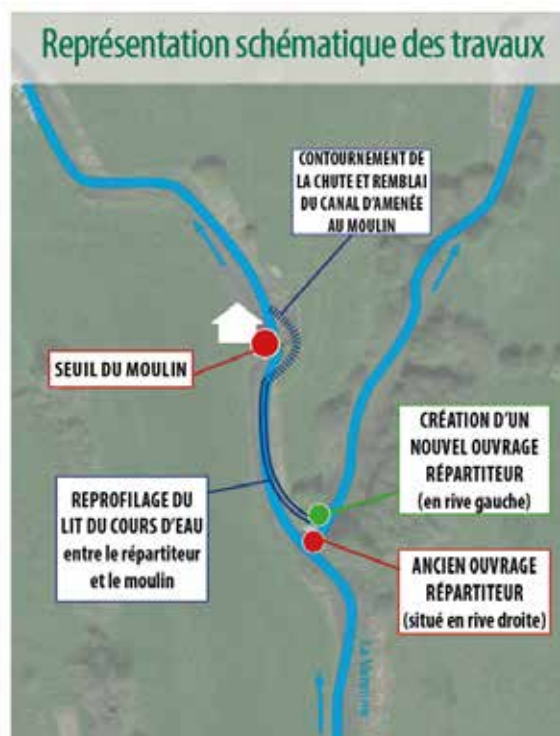 Représentation schématique des travaux
CONTOURNEMENT DE
LA CHUTE ET REMBLAI
DU CANAL D'AMENÉE
AU MOULIN
SEUIL DU MOULIN
CRÉATION D'UN
NOUVEL OUVRAGE
RÉPARTITEUR
(en rive gauche)
REPROFILAGE DU
LIT DU COURS D'EAU
entre le répartiteur
et le moulin
ANCIEN OUVRAGE
RÉPARTITEUR
(situé en rive droite)
La